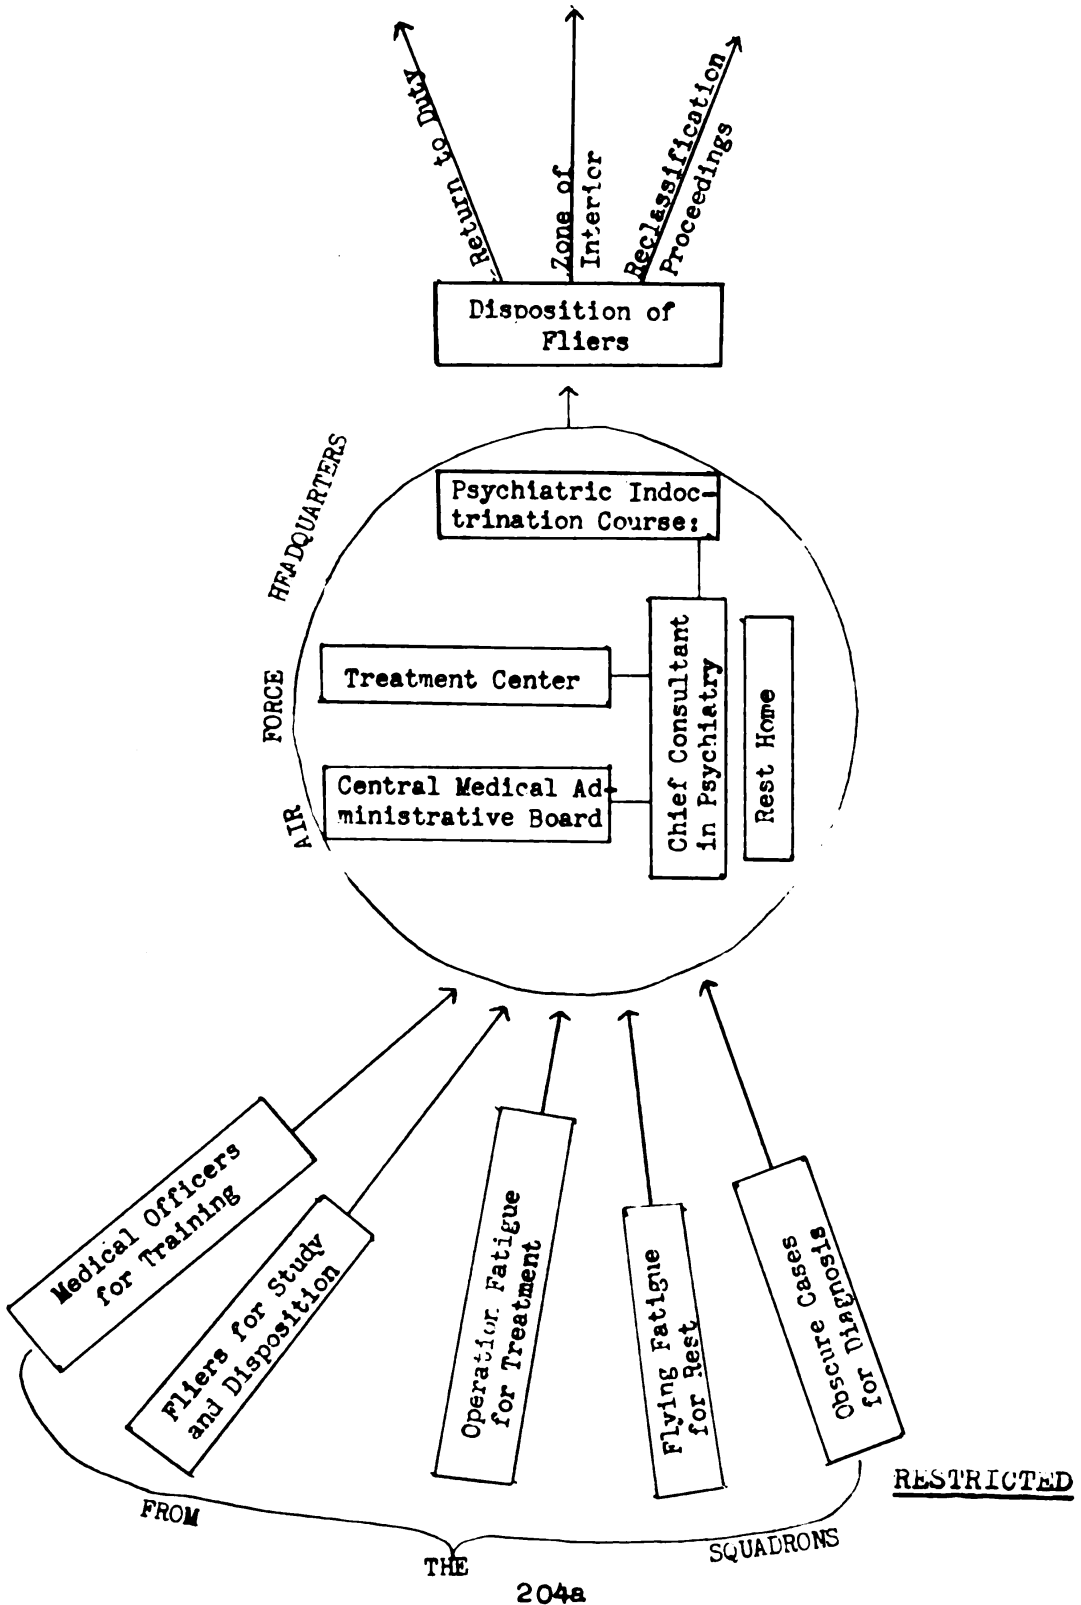 Return to Duty
Zone of
Interior
Reclassification
Proceedings
Disposition of
Fliers
AIR FORCE HEADQUARTERS
Psychiatric Indoc-
trination Course:
Treatment Center
Central Medical Ad-
ministrative Board
Chief Consultant
in Psychiatry
Rest Home
Medical Officers
for Training
Fliers for Study
and Disposition
Operation Fatigue
for Treatment
Flying Fatigue
for Rest
Obscure Cases
for Diagnosis
FROM THE SQUADRONS
RESTRICTED
204a